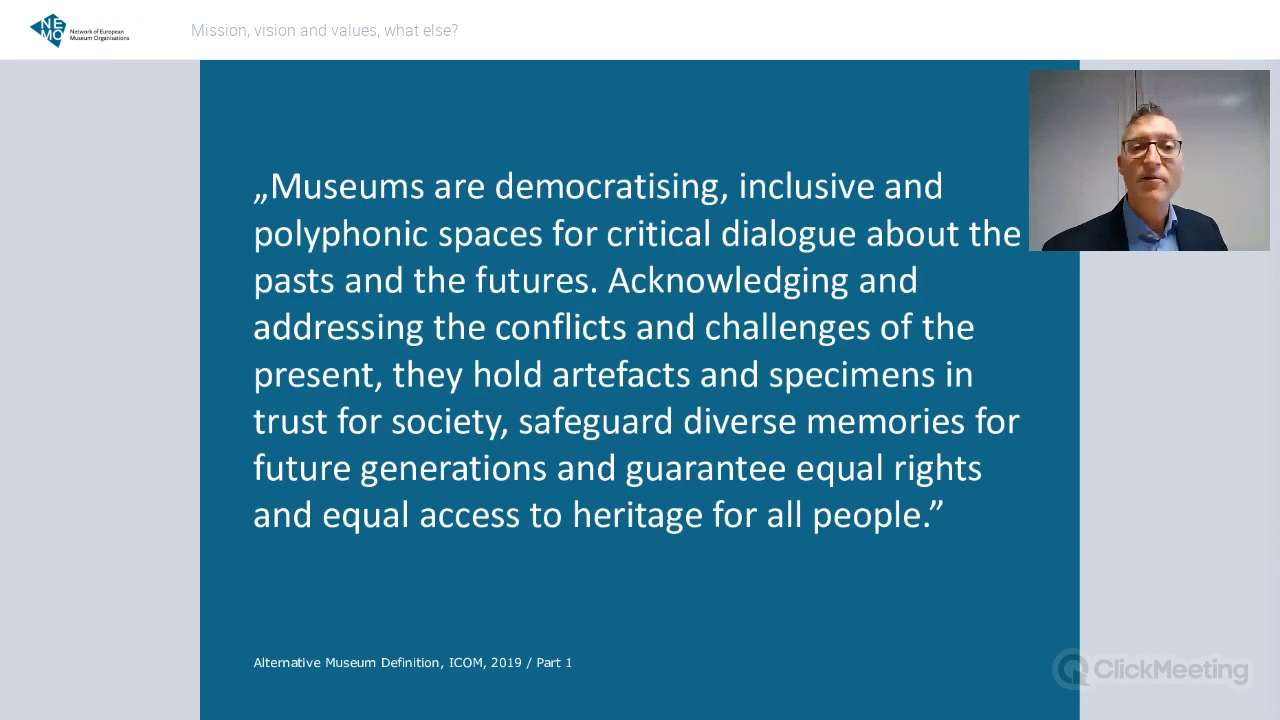 NE
MO
Network of European
Museum Organisations
Mission, vision and values, what else?
„Museums are democratising, inclusive and
polyphonic spaces for critical dialogue about the
pasts and the futures. Acknowledging and
addressing the conflicts and challenges of the
present, they hold artefacts and specimens in
trust for society, safeguard diverse memories for
future generations and guarantee equal rights
and equal access to heritage for all people.”
Alternative Museum Definition, ICOM, 2019 / Part 1
ClickMeeting